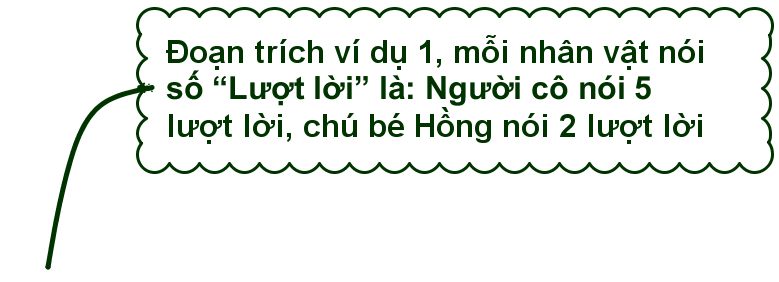 Đoạn trích ví dụ 1, mỗi nhân vật nói
số “Lượt lời” là: Người cô nói 5
lượt lời, chú bé Hồng nói 2 lượt lời